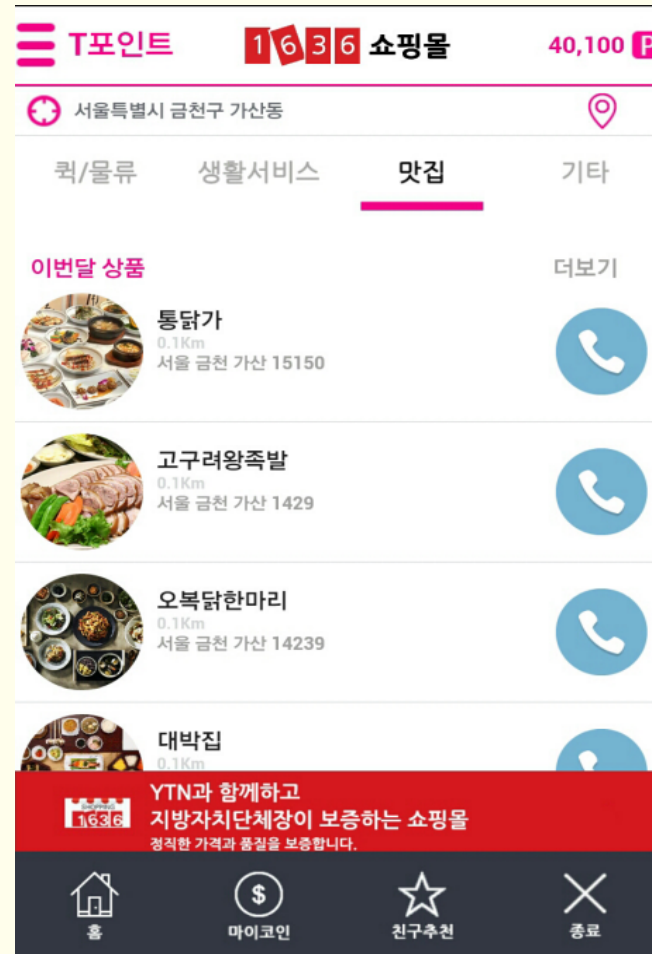 T포인트
1636 쇼핑몰
40,100 P
서울특별시 금천구 가산동
퀵/물류
생활서비스
맛집
기타
이번달 상품
더보기
통닭가
0.1Km
서울 금천 가산 15150
고구려왕족발
0.1Km
서울 금천 가산 1429
오복닭한마리
0.1Km
서울 금천 가산 14239
대박집
0.1Km
YTN과 함께하고
SHOPPING
1636
지방자치단체장이 보증하는 쇼핑몰
정직한 가격과 품질을 보증합니다.
$
홈
마이코인
친구추천
종료